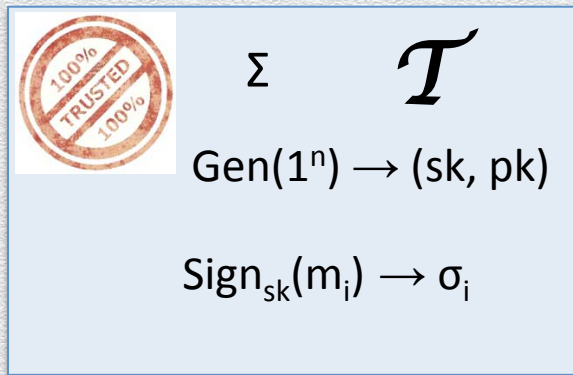 100%
TRUSTED
100%
Σ 𝒯
Gen(1ⁿ) → (sk, pk)
Signₛₖ(mᵢ) → σᵢ